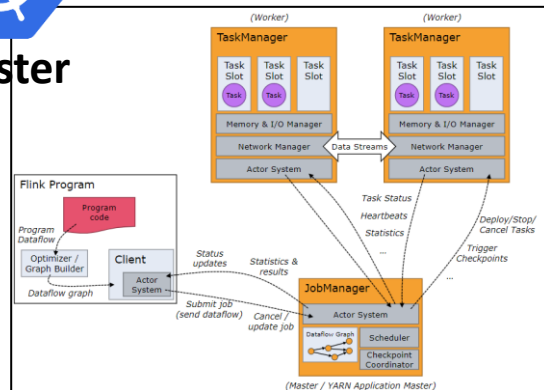 ster
(Worker)
(Worker)
TaskManager
TaskManager
Task Slot
Task Slot
Task Slot
Task Slot
Task Slot
Task Slot
Task
Task
Task
Task
Memory & I/O Manager
Memory & I/O Manager
Network Manager
Data Streams
Network Manager
Actor System
Actor System
Flink Program
Program
code
Program
Dataflow
Optimizer /
Graph Builder
Dataflow graph
Client
Actor
System
Status
updates
Statistics &
results
Submit job
(send dataflow)
Cancel /
update job
Task Status
Heartbeats
Statistics
...
Deploy/Stop/
Cancel Tasks
Trigger
Checkpoints
...
JobManager
Actor System
Dataflow Graph
Scheduler
Checkpoint
Coordinator
(Master / YARN Application Master)